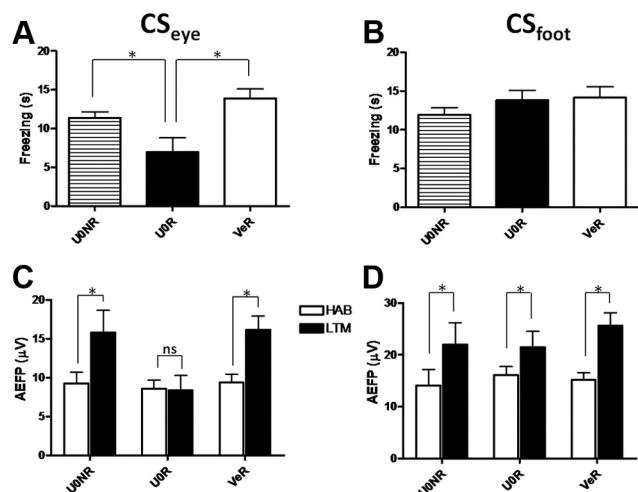 CSeye
CSfoot
A
*
*
Freezing (s)
20
15
10
5
0
U0NR
U0R
VeR
B
Freezing (s)
20
15
10
5
0
U0NR
U0R
VeR
C
*
ns
*
AEFP (μV)
20
15
10
5
0
U0NR
U0R
VeR
HAB
LTM
D
*
*
*
AEFP (μV)
30
20
10
0
U0NR
U0R
VeR